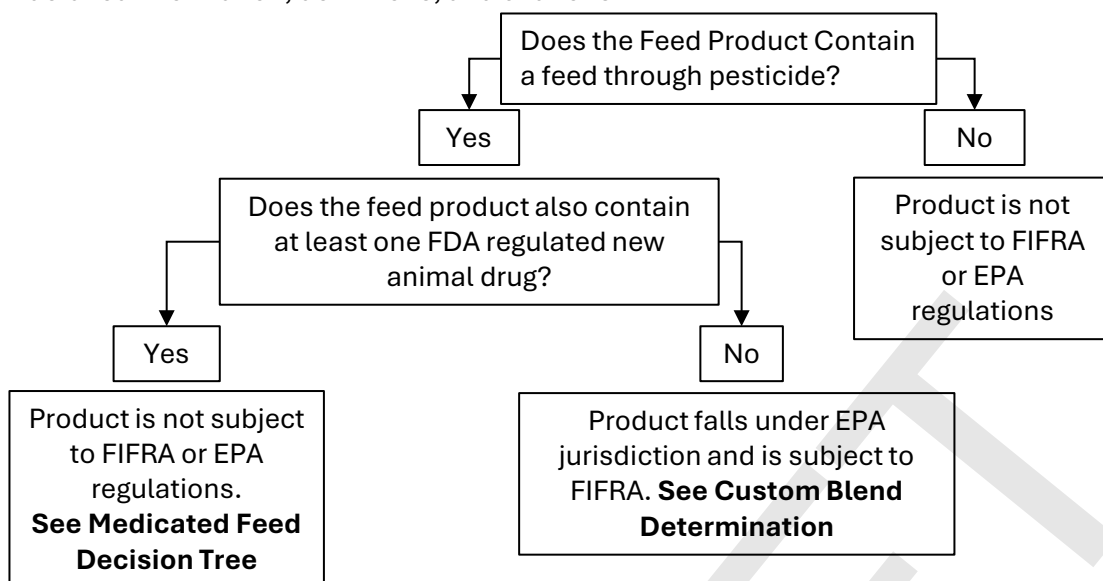 Does the Feed Product Contain
a feed through pesticide?
Yes
No
Does the feed product also contain
at least one FDA regulated new
animal drug?
Product is not
subject to FIFRA
or EPA
regulations
Yes
No
Product is not subject
to FIFRA or EPA
regulations.
See Medicated Feed
Decision Tree
Product falls under EPA
jurisdiction and is subject to
FIFRA. See Custom Blend
Determination